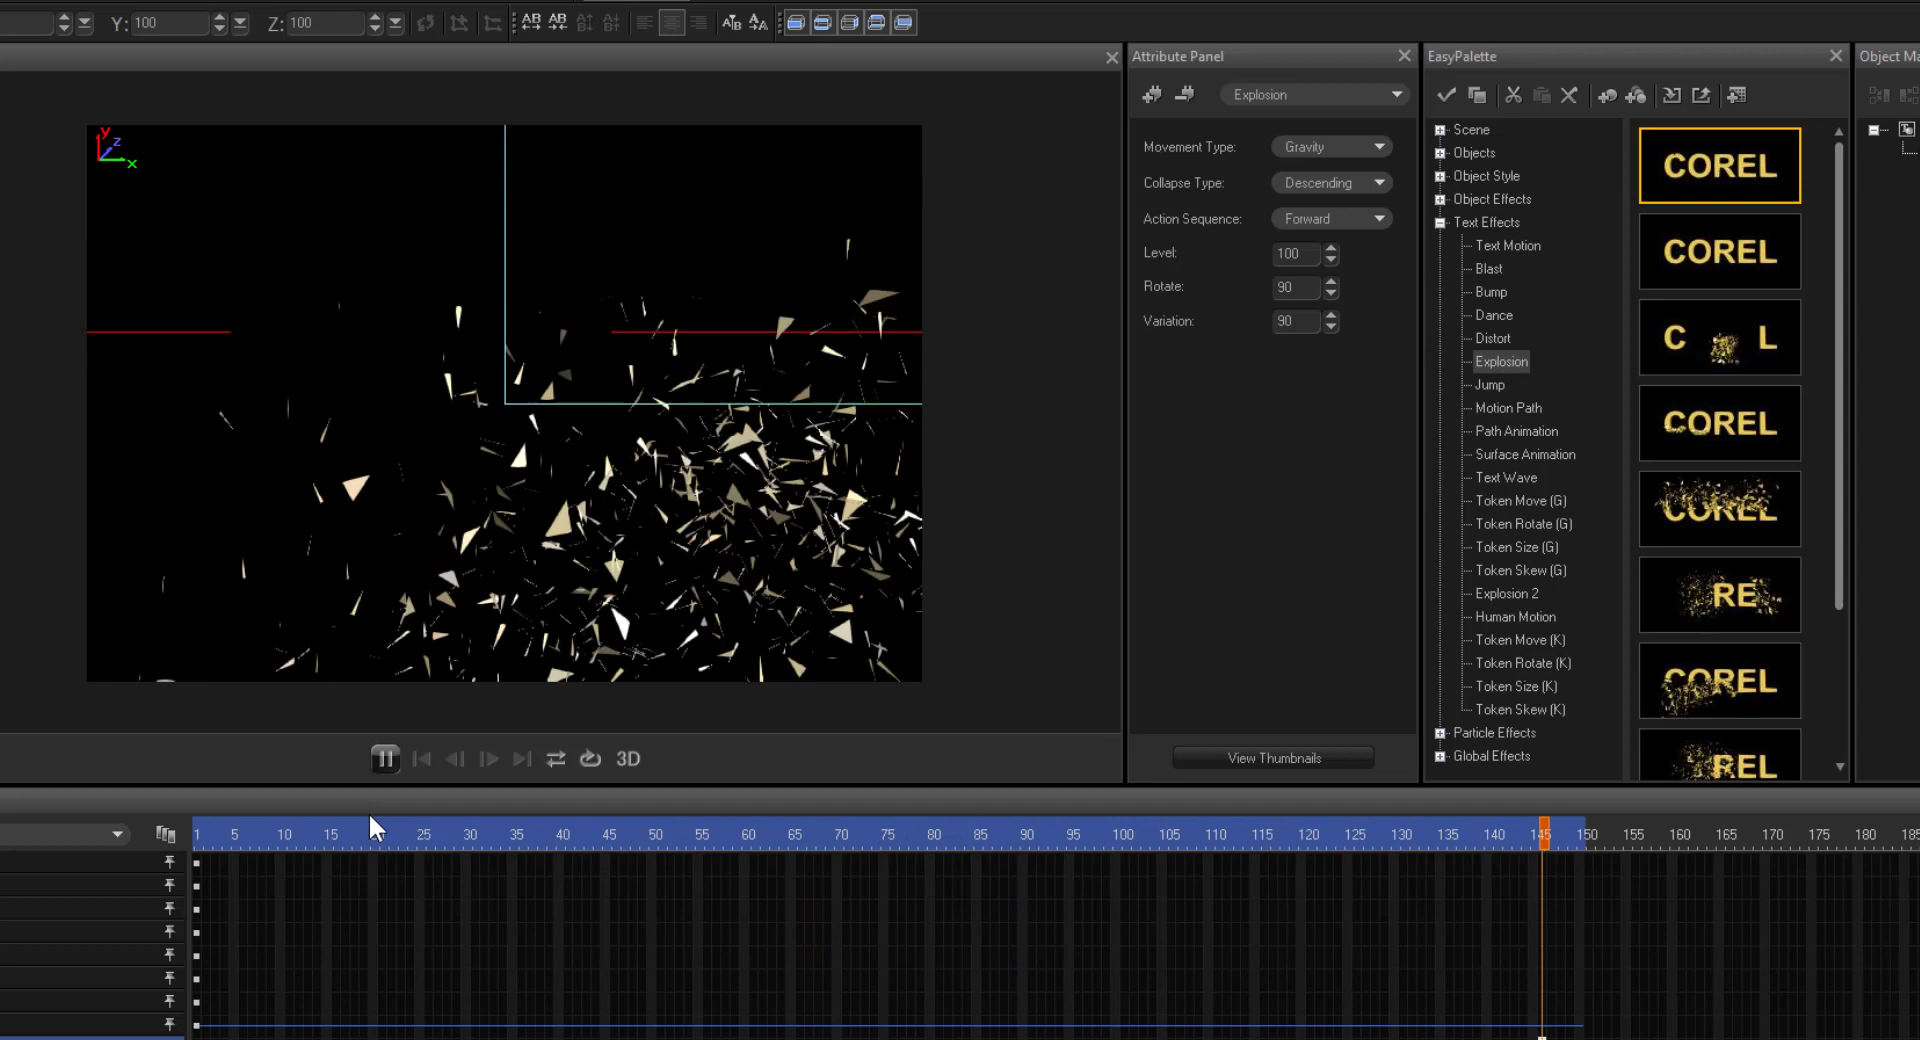 Y: 100 Z: 100
AB AB
Attribute Panel
EasyPalette
Object Ma
Explosion
Movement Type: Gravity
Collapse Type: Descending
Action Sequence: Forward
Level: 100
Rotate: 90
Variation: 90
View Thumbnails
Scene
Objects
Object Style
Object Effects
Text Effects
Text Motion
Blast
Bump
Dance
Distort
Explosion
Jump
Motion Path
Path Animation
Surface Animation
Text Wave
Token Move (G)
Token Rotate (G)
Token Size (G)
Token Skew (G)
Explosion 2
Human Motion
Token Move (K)
Token Rotate (K)
Token Size (K)
Token Skew (K)
Particle Effects
Global Effects
COREL
COREL
C L
COREL
COREL
RE
COREL
REL
y
z
x
3D
1 5 10 15 25 30 35 40 45 50 55 60 65 70 75 80 85 90 95 100 105 110 115 120 125 130 135 140 145 150 155 160 165 170 175 180 185